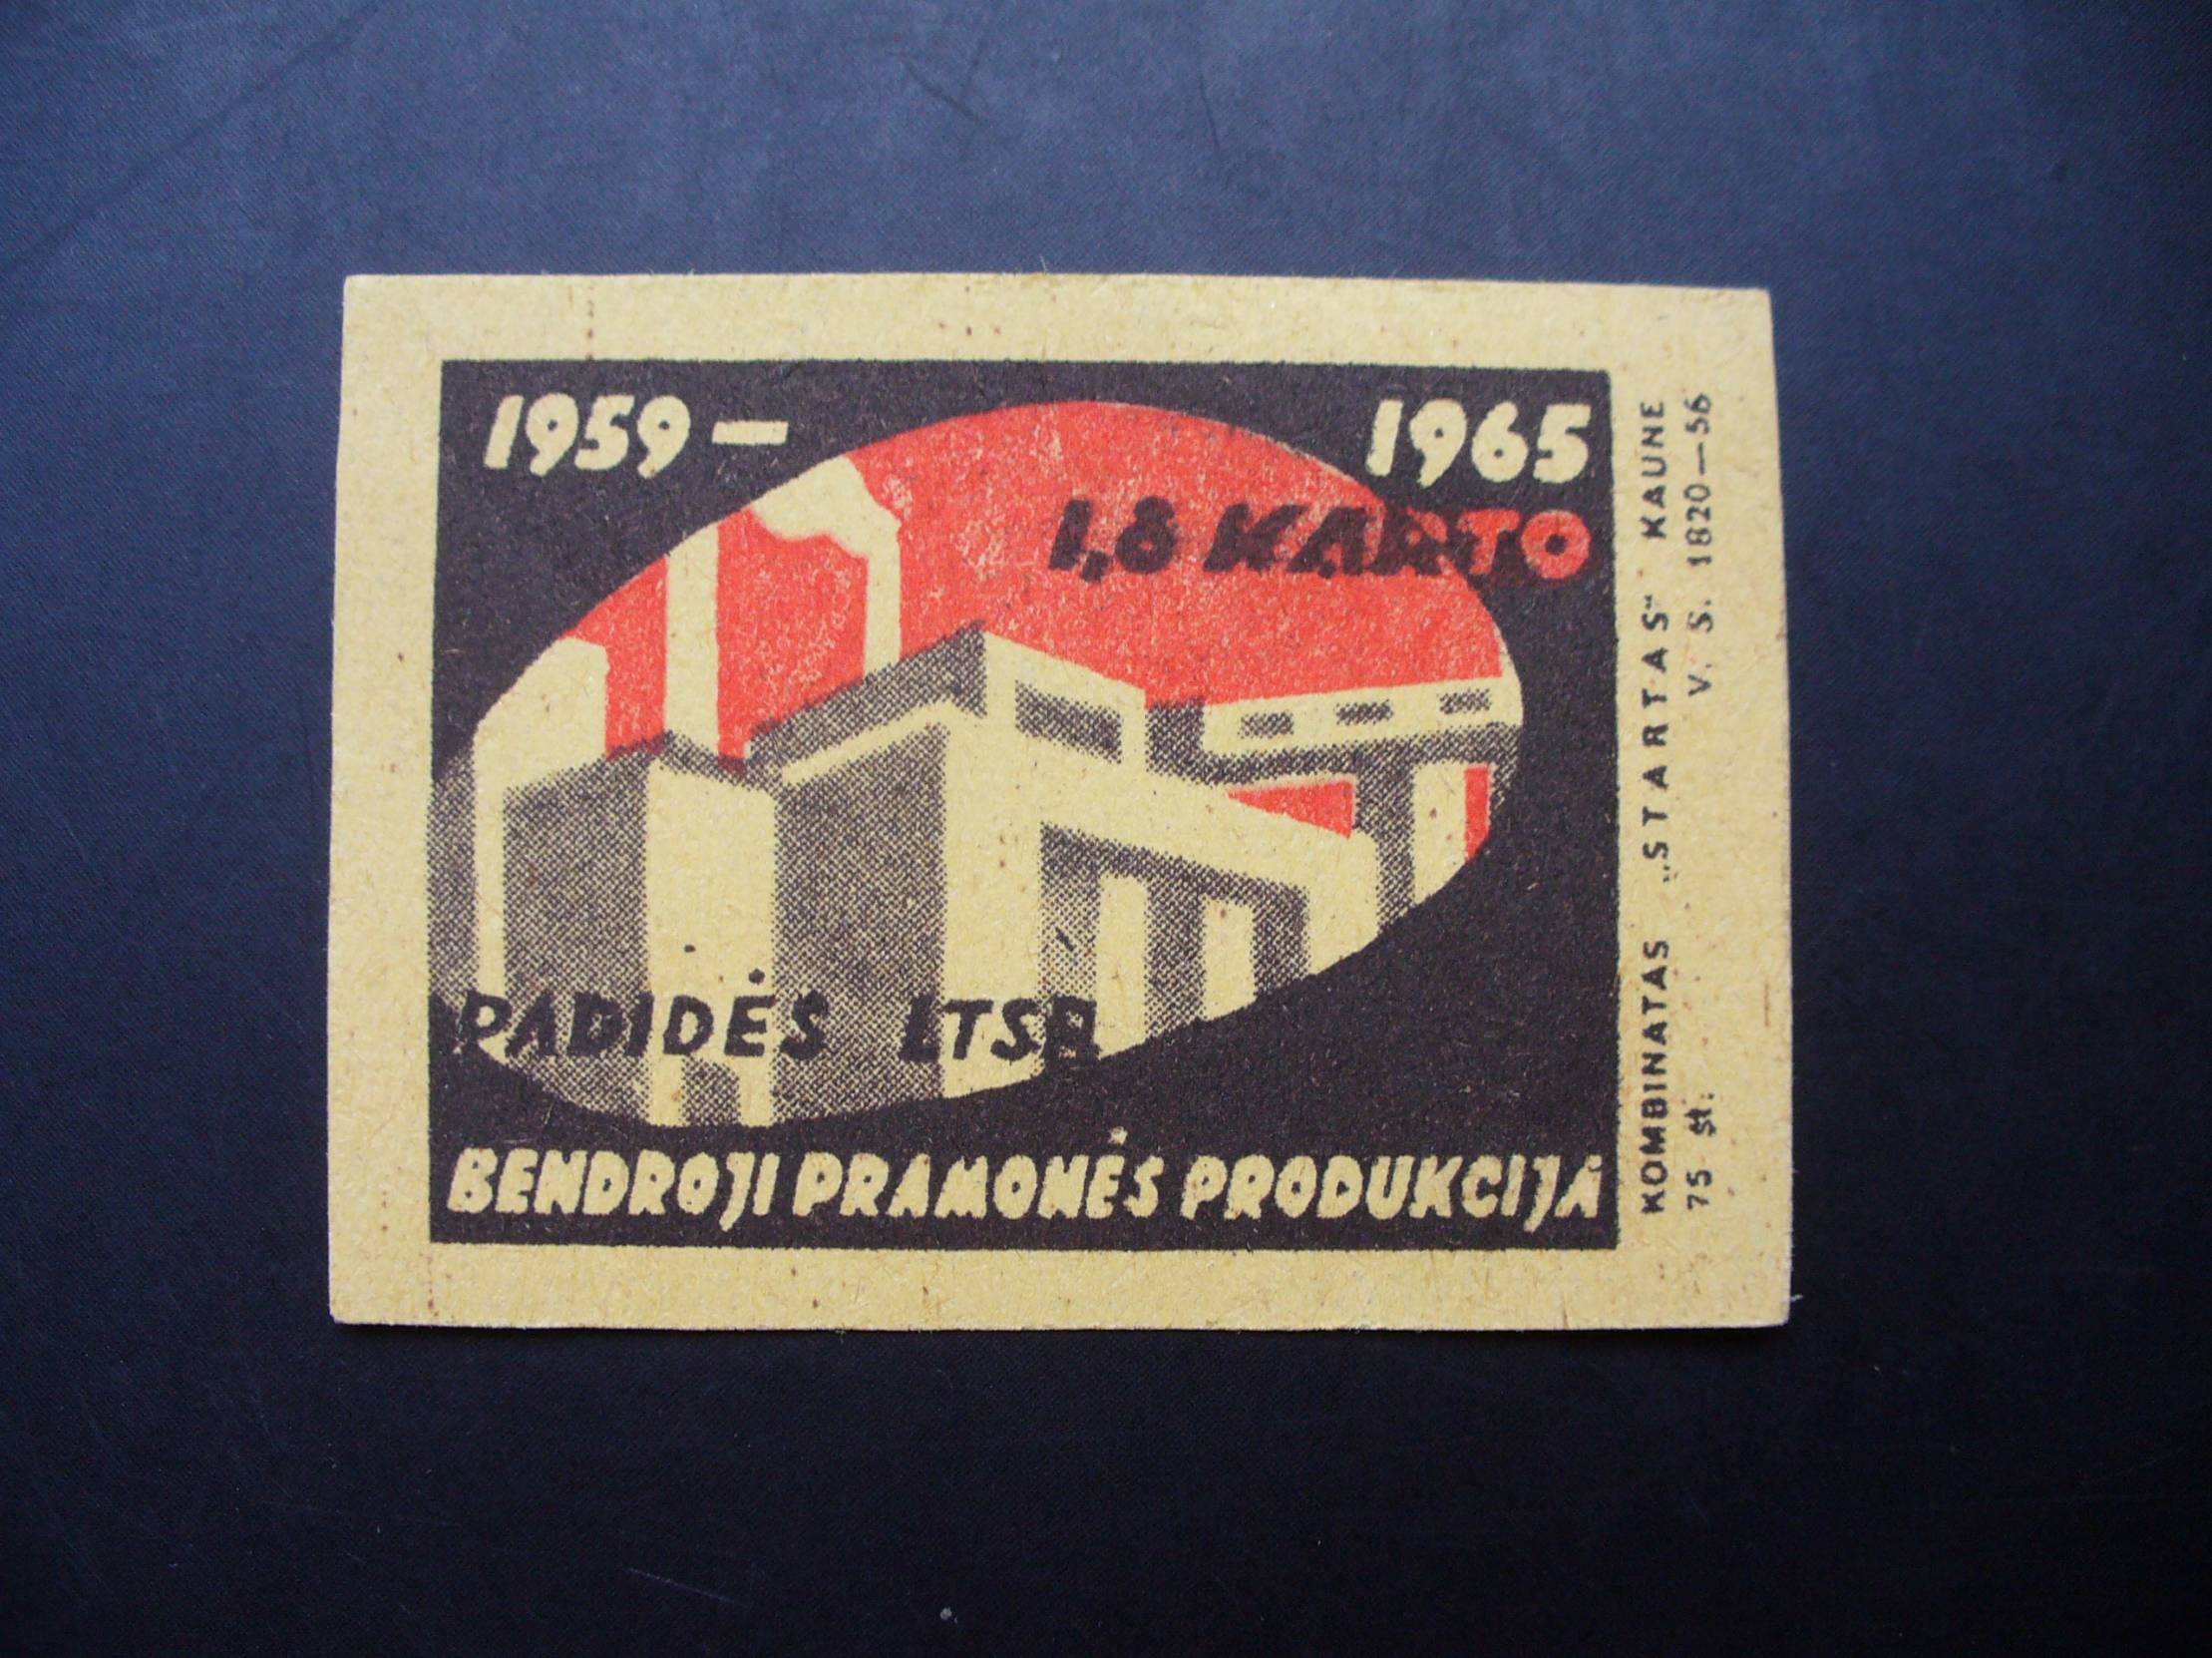 1959 — 1965
1,8 KARTO
PADIDĖS LTSR
BENDROJI PRAMONĖS PRODUKCIJA
KOMBINATAS „STARTAS“ KAUNE
75 št. V. S. 1820—56